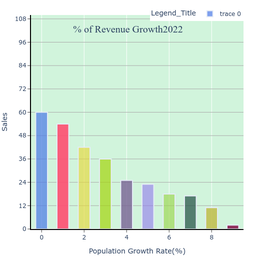 Legend_Title
trace 0
% of Revenue Growth2022
108
96
84
72
60
48
36
24
12
0
Sales
0 2 4 6 8
Population Growth Rate(%)